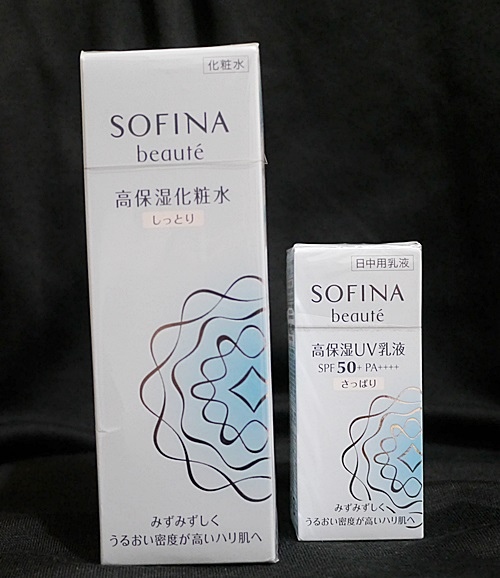 化粧水
SOFINA
beauté
高保湿化粧水
しっとり
みずみずしく
うるおい密度が高いハリ肌へ
日中用乳液
SOFINA
beauté
高保湿UV乳液
SPF 50+ PA++++
さっぱり
みずみずしく
うるおい密度が高いハリ肌へ